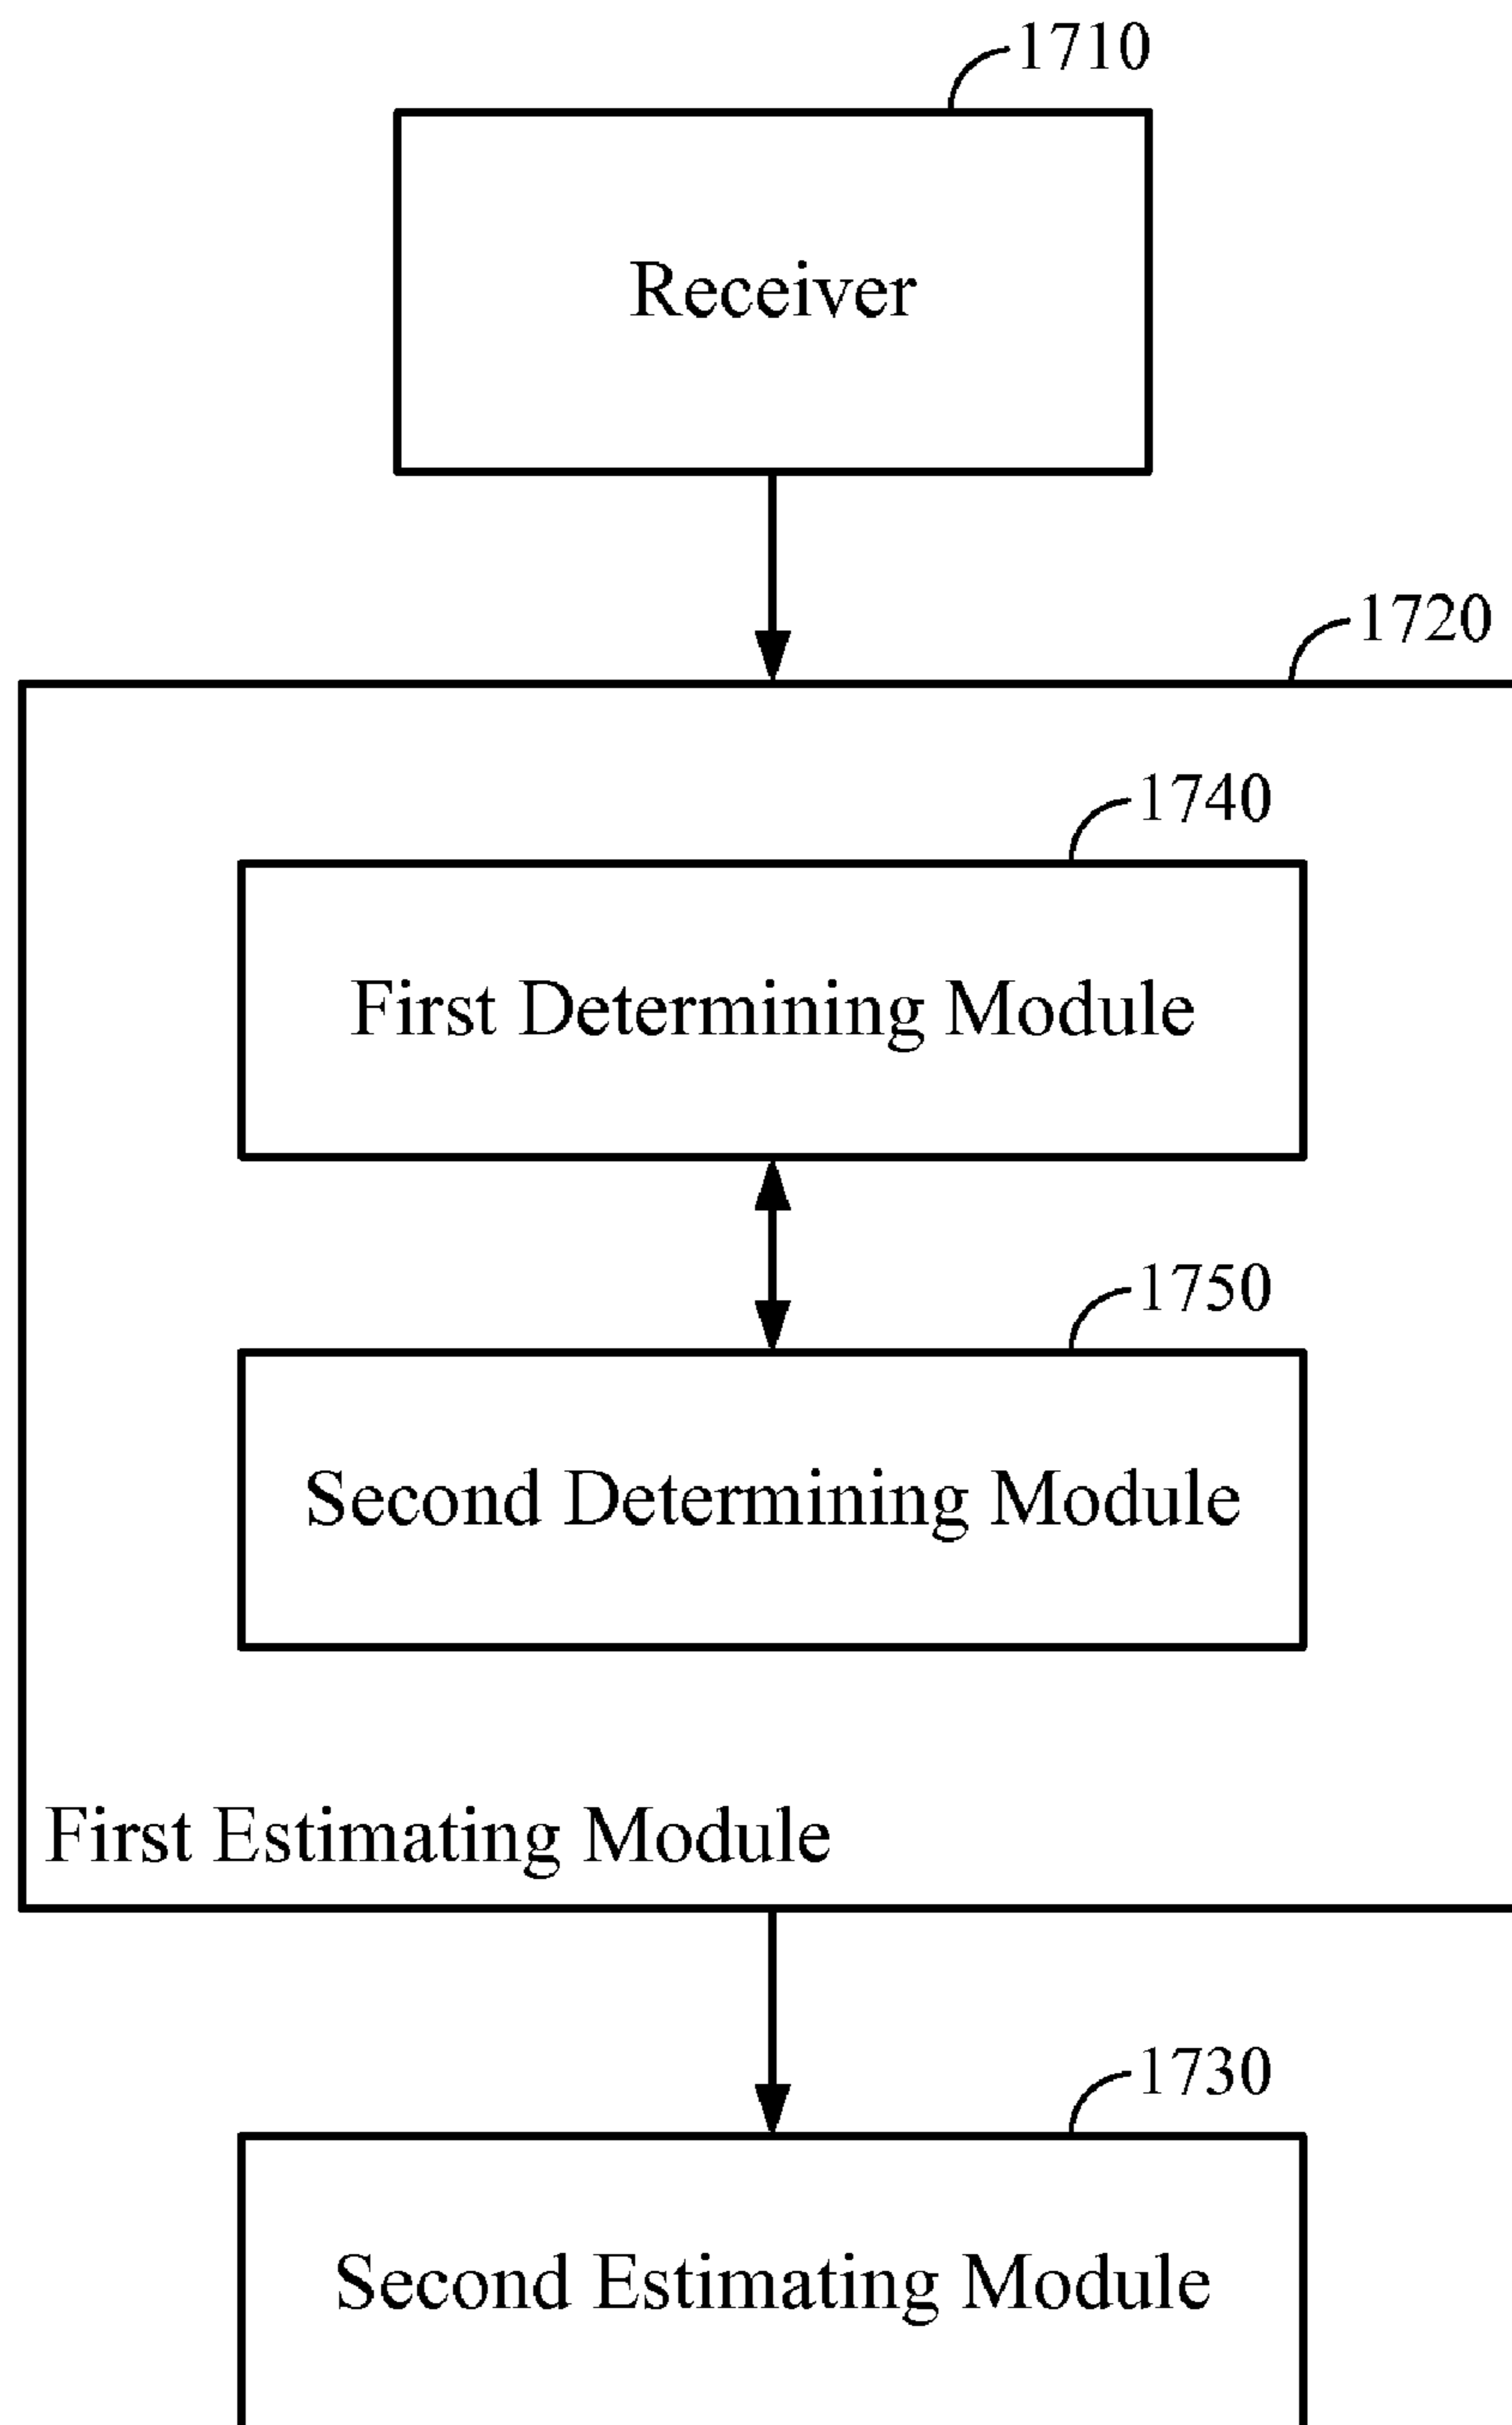 1710
Receiver
1720
1740
First Determining Module
1750
Second Determining Module
First Estimating Module
1730
Second Estimating Module